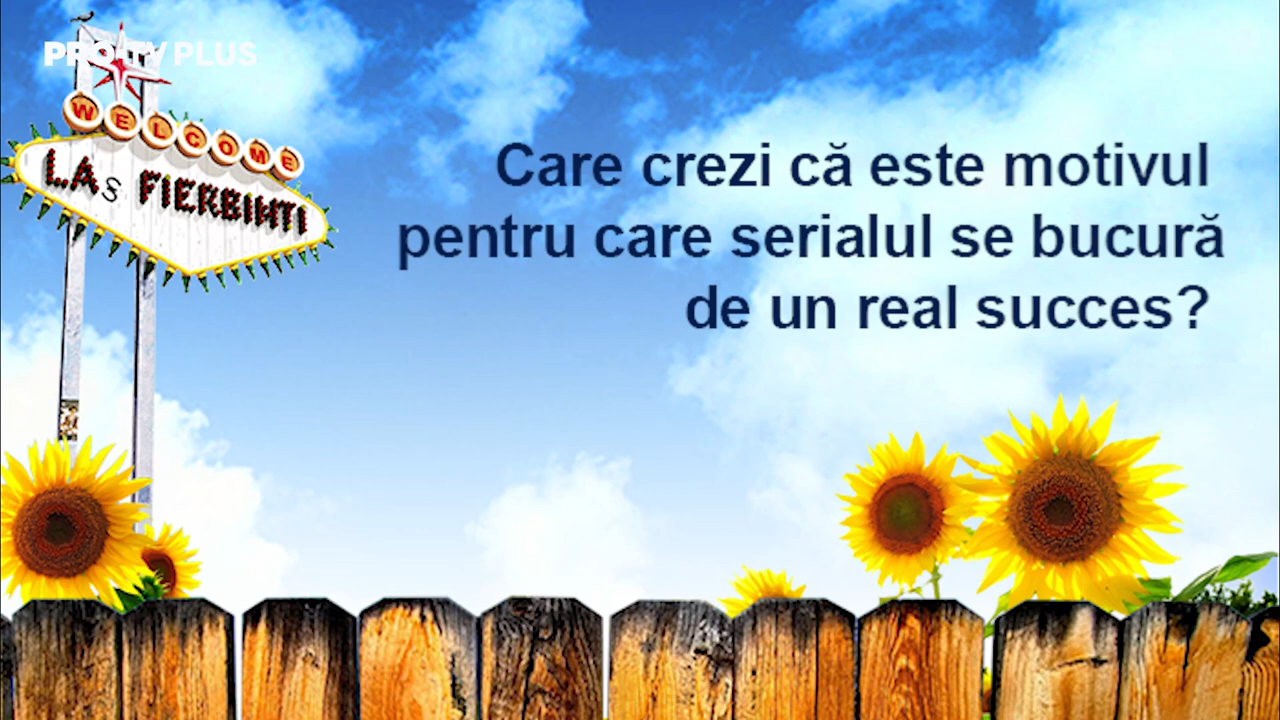 PRO TV PLUS
WELCOME
LAs FIERBINTI
Care crezi că este motivul
pentru care serialul se bucură
de un real succes?